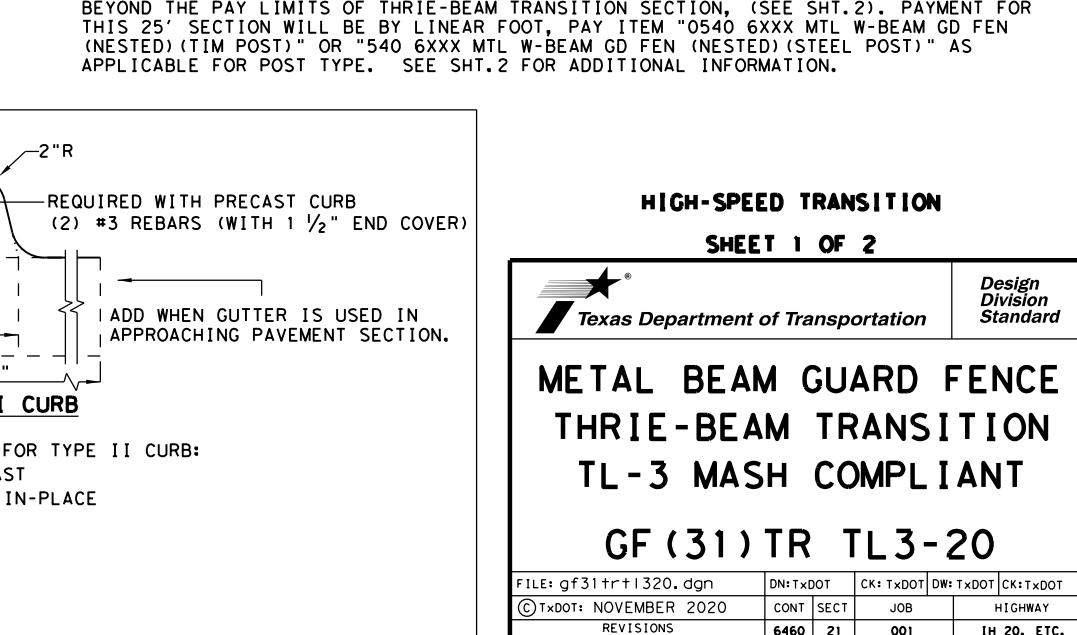 BEYOND THE PAY LIMITS OF THRIE-BEAM TRANSITION SECTION, (SEE SHT.2). PAYMENT FOR
THIS 25' SECTION WILL BE BY LINEAR FOOT, PAY ITEM "0540 6XXX MTL W-BEAM GD FEN
(NESTED)(TIM POST)" OR "540 6XXX MTL W-BEAM GD FEN (NESTED)(STEEL POST)" AS
APPLICABLE FOR POST TYPE. SEE SHT.2 FOR ADDITIONAL INFORMATION.
2"R
REQUIRED WITH PRECAST CURB
(2) #3 REBARS (WITH 1 1/2" END COVER)
ADD WHEN GUTTER IS USED IN
APPROACHING PAVEMENT SECTION.
"
I CURB
FOR TYPE II CURB:
AST
IN-PLACE
HIGH-SPEED TRANSITION
SHEET 1 OF 2
®
Texas Department of Transportation
Design
Division
Standard
METAL BEAM GUARD FENCE
THRIE-BEAM TRANSITION
TL-3 MASH COMPLIANT
GF(31)TR TL3-20
FILE: gf31trtl320.dgn DN:TxDOT CK:TxDOT DW:TxDOT CK:TxDOT
©TxDOT: NOVEMBER 2020 CONT SECT JOB HIGHWAY
REVISIONS 6460 21 001 IH 20, ETC.